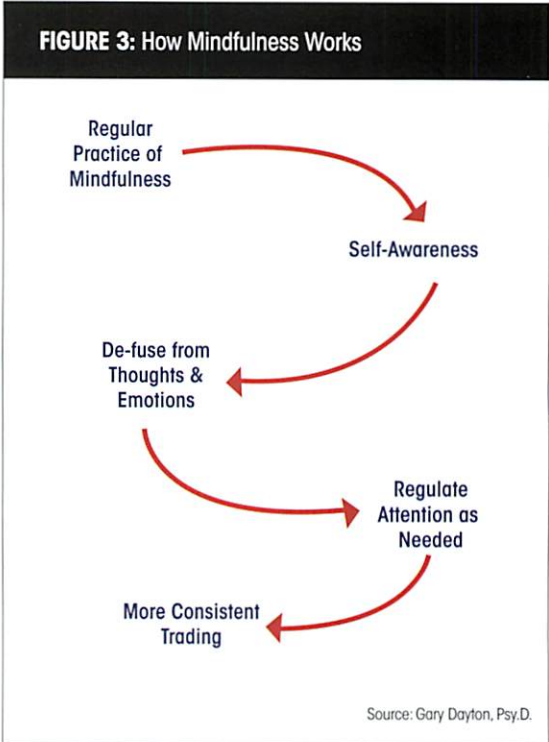 FIGURE 3: How Mindfulness Works
Regular
Practice of
Mindfulness
Self-Awareness
De-fuse from
Thoughts &
Emotions
Regulate
Attention as
Needed
More Consistent
Trading
Source: Gary Dayton, Psy.D.